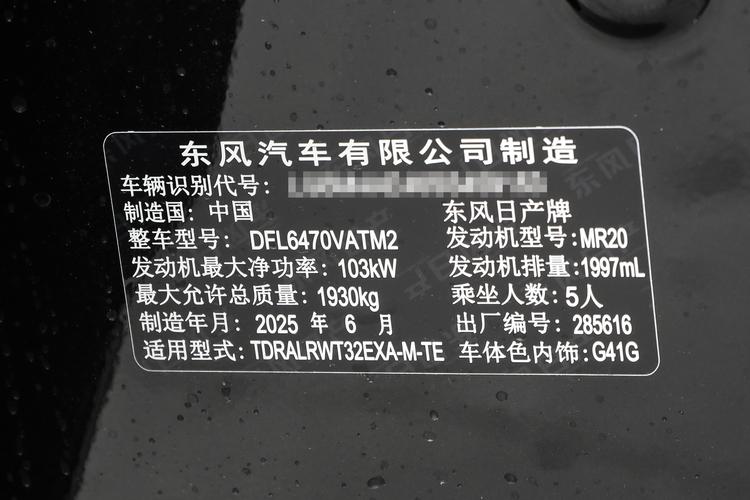 东风汽车有限公司制造
车辆识别代号:
制造国: 中国 东风日产牌
整车型号: DFL6470VATM2 发动机型号:MR20
发动机最大净功率: 103kW 发动机排量:1997mL
最大允许总质量: 1930kg 乘坐人数: 5人
制造年月: 2025 年 6 月 出厂编号: 285616
适用型式:TDRALRWT32EXA-M-TE 车体色内饰:G41G